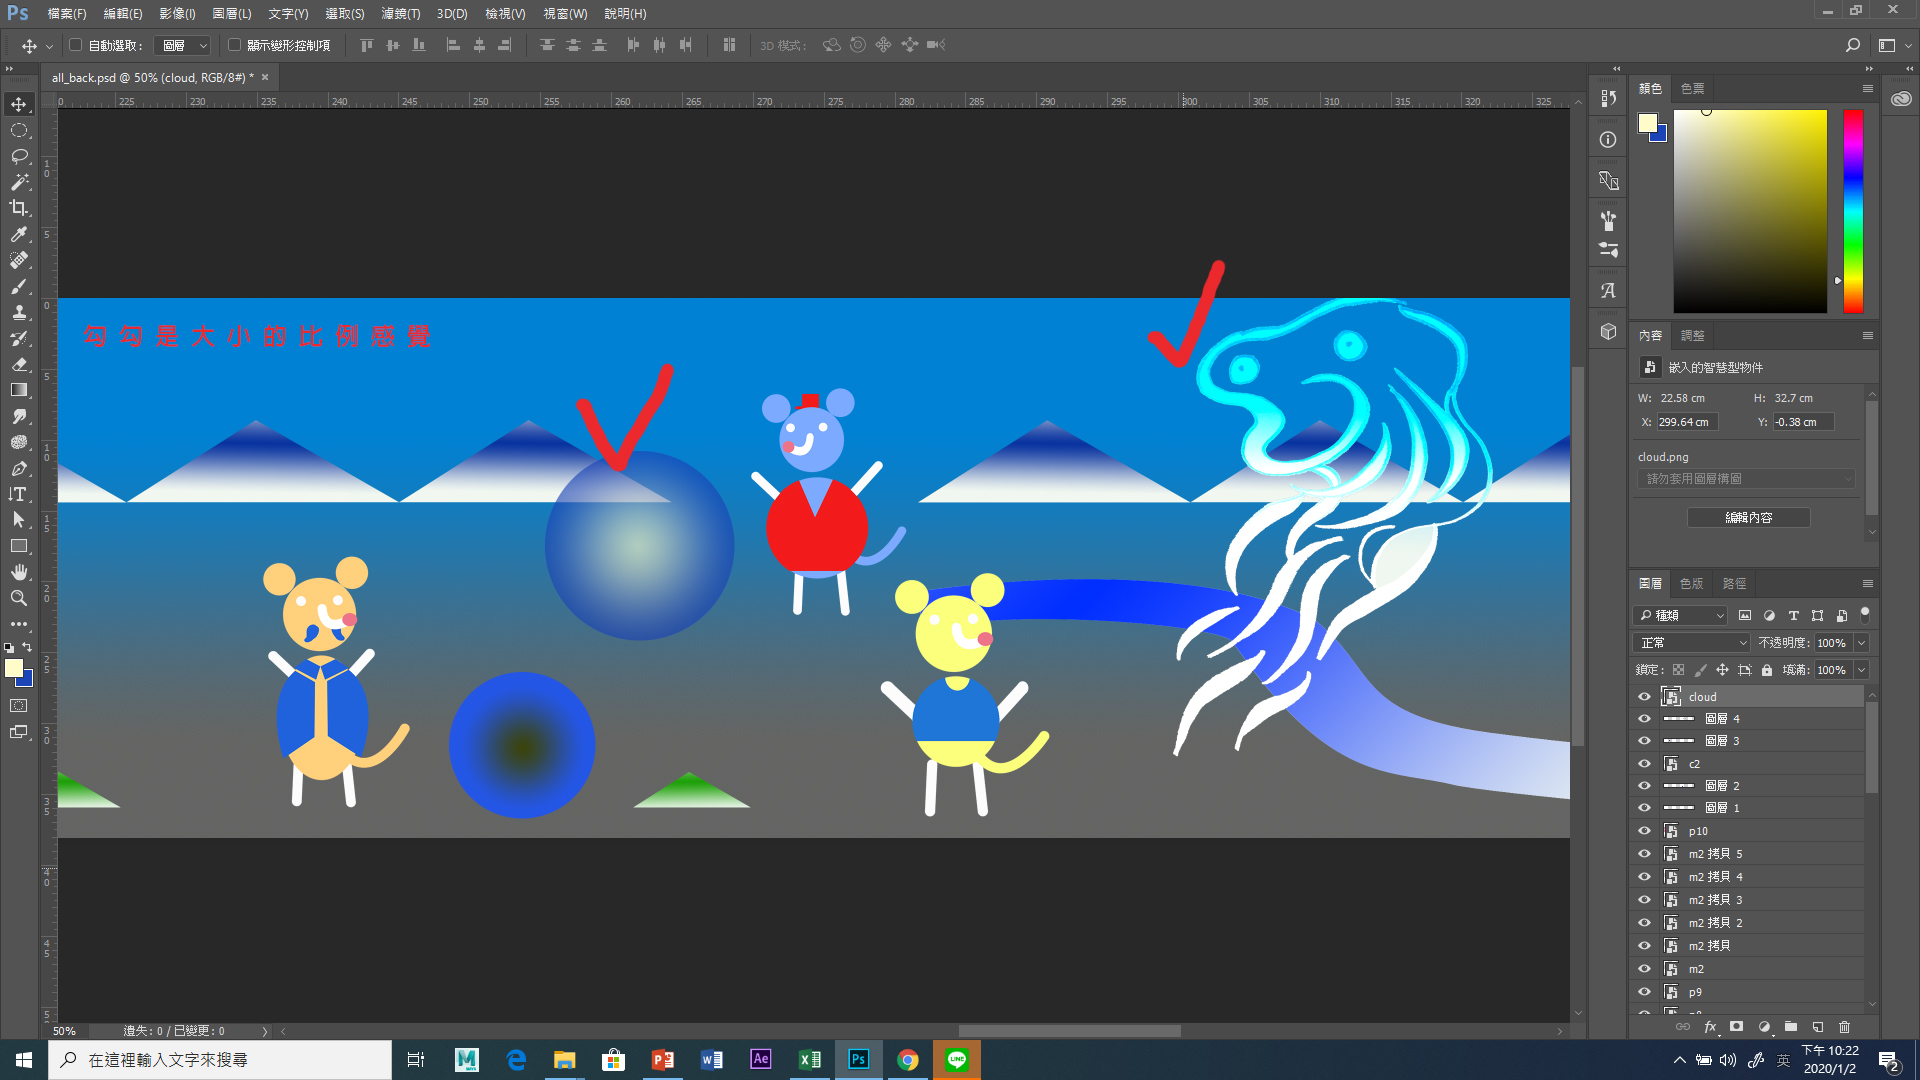 Ps 檔案(F) 編輯(E) 影像(I) 圖層(L) 文字(Y) 選取(S) 濾鏡(T) 3D(D) 檢視(V) 視窗(W) 說明(H)
自動選取： 圖層 顯示變形控制項 3D 模式：
all_back.psd @ 50% (cloud, RGB/8#) * ×
0 225 230 235 240 245 250 255 260 265 270 275 280 285 290 295 300 305 310 315 320 325
勾勾是大小的比例感覺
顏色 色票
內容 調整
嵌入的智慧型物件
W: 22.58 cm H: 32.7 cm
X: 299.64 cm Y: -0.38 cm
cloud.png
請勿套用圖層構圖
編輯內容
圖層 色版 路徑
種類
正常 不透明度: 100%
鎖定: 填滿: 100%
cloud
圖層 4
圖層 3
c2
圖層 2
圖層 1
p10
m2 拷貝 5
m2 拷貝 4
m2 拷貝 3
m2 拷貝 2
m2 拷貝
m2
p9
50% 遺失: 0 / 已變更: 0
在這裡輸入文字來搜尋
英 下午 10:22
2020/1/2
2